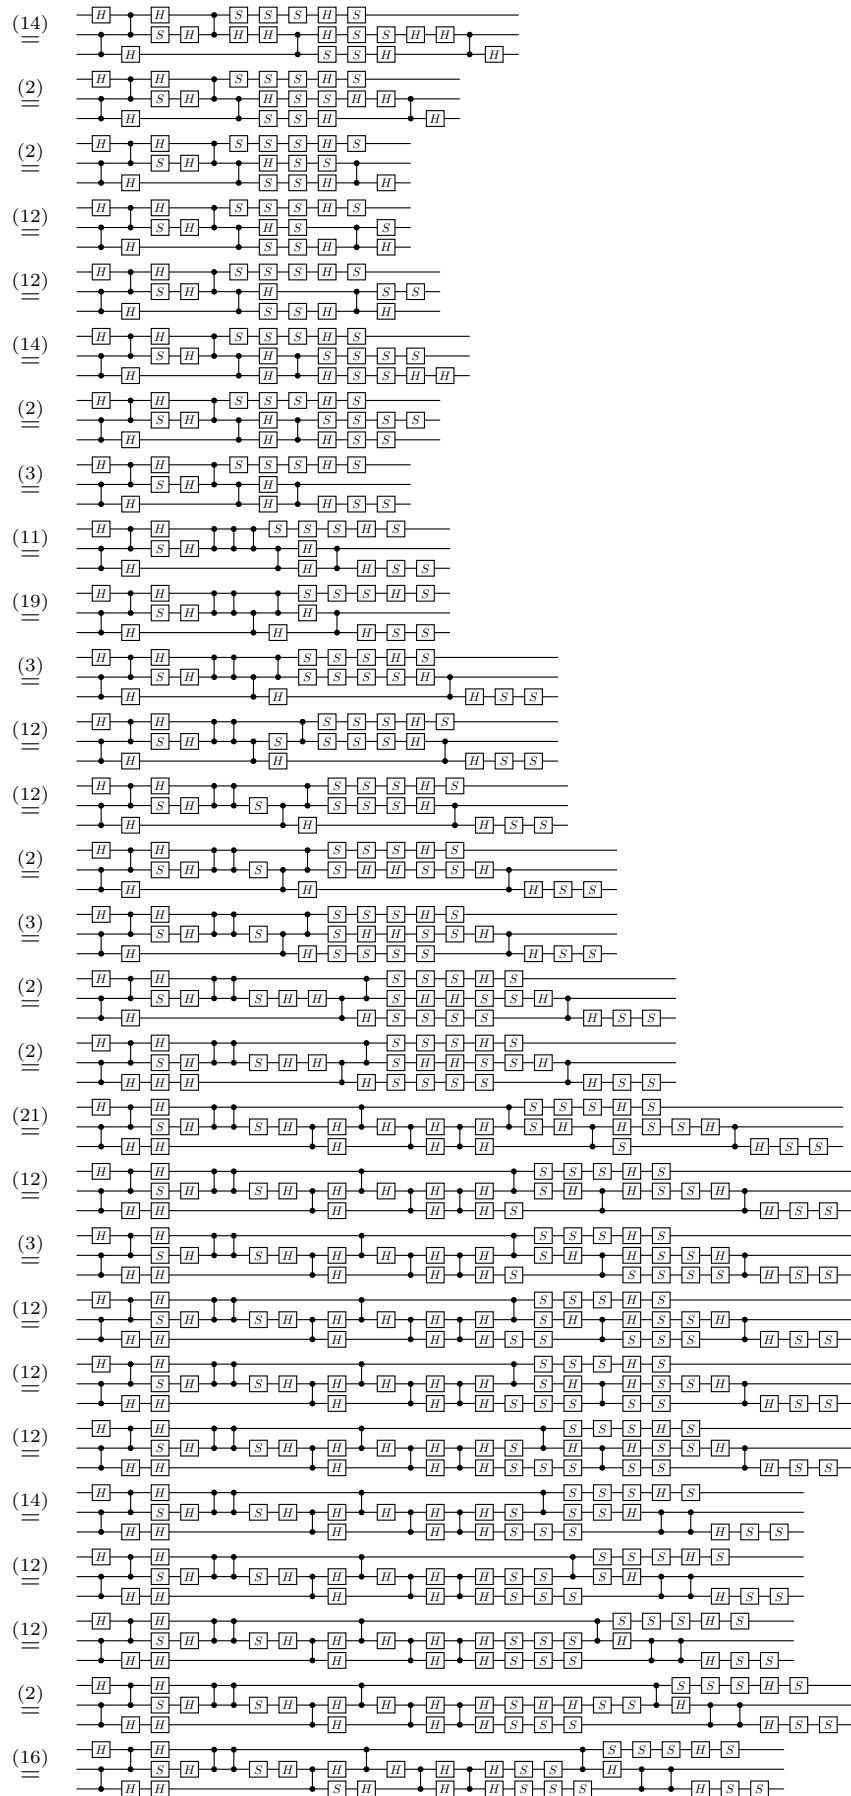 (14)
=
H H S S S H S
S H H H H S S H H
H S S H H
(2)
=
H H S S S H S
S H H S S H H
H S S H H
(2)
=
H H S S S H S
S H H S S
H S S H H
(12)
=
H H S S S H S
S H H S S
H S S H H
(12)
=
H H S S S H S
S H H S S
H S S H H
(14)
=
H H S S S H S
S H H S S S S
H H H S S H H
(2)
=
H H S S S H S
S H H S S S S
H H H S S
(3)
=
H H S S S H S
S H H
H H H S S
(11)
=
H H S S S H S
S H H
H H H S S
(19)
=
H H S S S H S
S H H
H H H S S
(3)
=
H H S S S H S
S H S S S S H
H H H S S
(12)
=
H H S S S H S
S H S S S S H
H H H S S
(12)
=
H H S S S H S
S H S S S S H
H H H S S
(2)
=
H H S S S H S
S H S S H H S S H
H H H S S
(3)
=
H H S S S H S
S H S S H H S S H
H H S S S S H S S
(2)
=
H H S S S H S
S H S H H S H H S S H
H H S S S S H S S
(2)
=
H H S S S H S
S H S H H S H H S S H
H H H H S S S S H S S
(21)
=
H H S S S H S
S H S H H H H H S H H S S H
H H H H H S H S S
(12)
=
H H S S S H S
S H S H H H H H S H H S S H
H H H H H S H S S
(3)
=
H H S S S H S
S H S H H H H H S H H S S H
H H H H H S S S S S H S S
(12)
=
H H S S S H S
S H S H H H H H S H H S S H
H H H H H S S S S S H S S
(12)
=
H H S S S H S
S H S H H H H H S H H S S H
H H H H H S S S S S H S S
(12)
=
H H S S S H S
S H S H H H H H S H H S S H
H H H H H S S S S S H S S
(14)
=
H H S S S H S
S H S H H H H H S S S H
H H H H H S S S H S S
(12)
=
H H S S S H S
S H S H H H H H S S S H
H H H H H S S S H S S
(12)
=
H H S S S H S
S H S H H H H H S S S H
H H H H H S S S H S S
(2)
=
H H S S S H S
S H S H H H H H S H H S S H
H H H H H S S S H S S
(16)
=
H H S S S H S
S H S H H H H S S H
H H S H H H S S S H S S